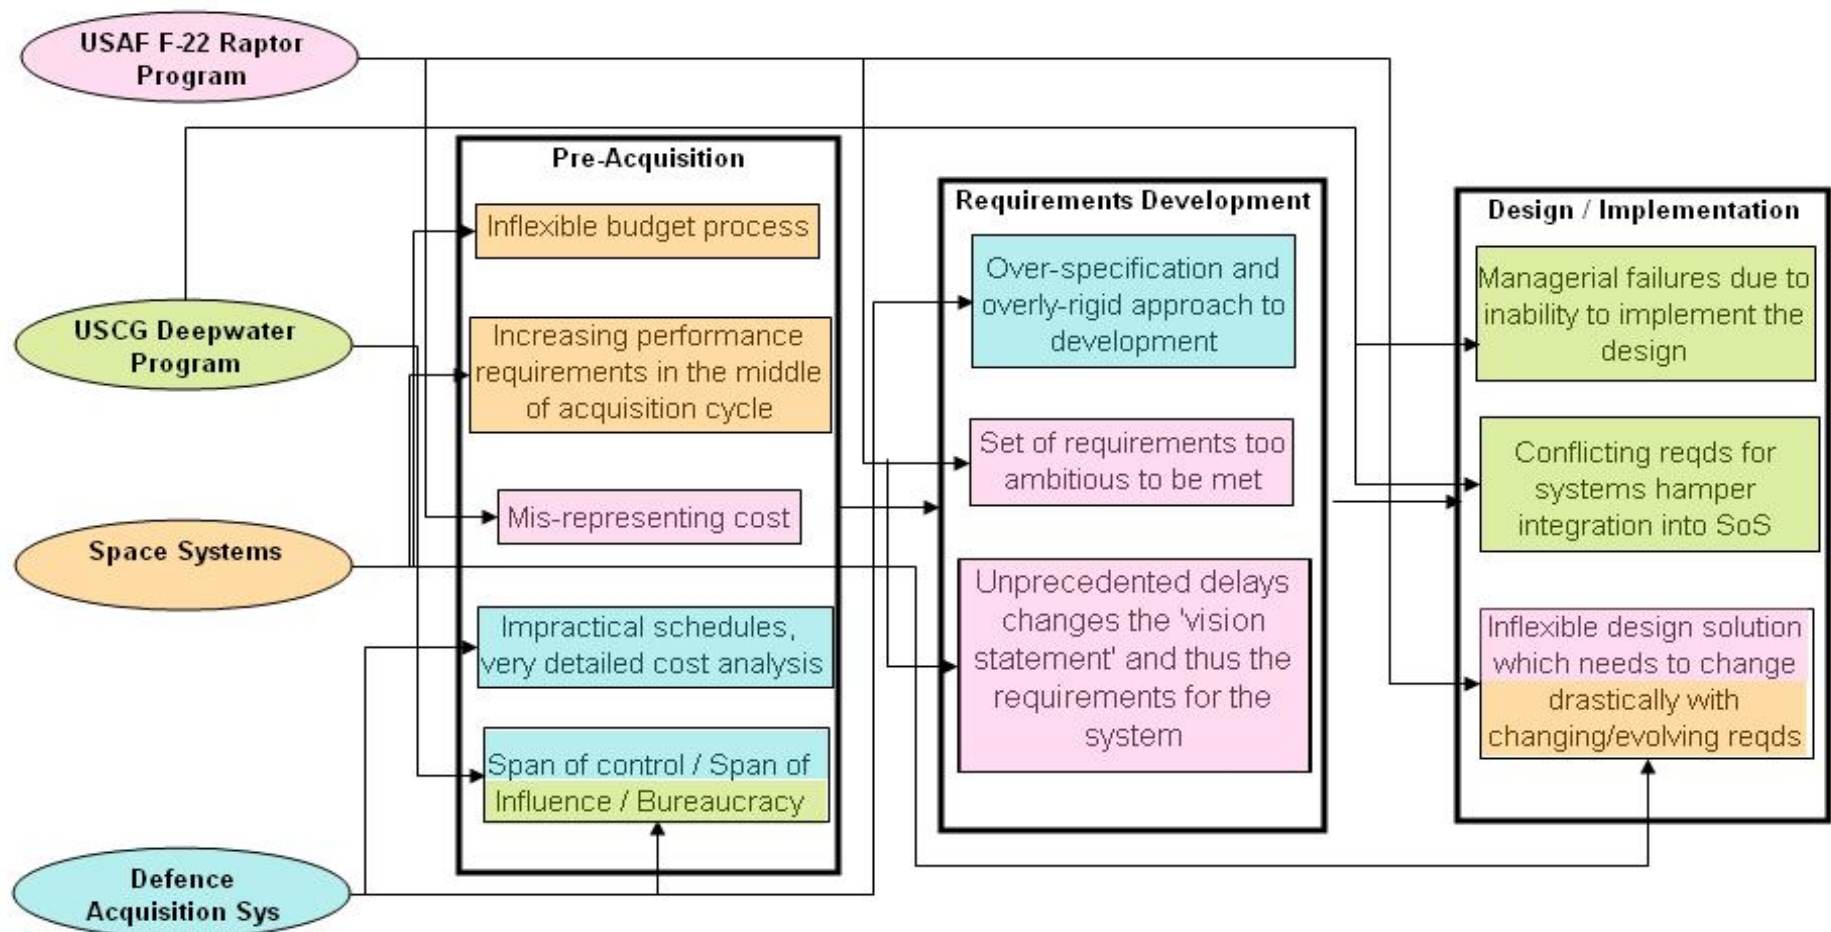 USAF F-22 Raptor
Program
USCG Deepwater
Program
Space Systems
Defence
Acquisition Sys
Pre-Acquisition
Inflexible budget process
Increasing performance
requirements in the middle
of acquisition cycle
Mis-representing cost
Impractical schedules,
very detailed cost analysis
Span of control / Span of
Influence / Bureaucracy
Requirements Development
Over-specification and
overly-rigid approach to
development
Set of requirements too
ambitious to be met
Unprecedented delays
changes the 'vision
statement' and thus the
requirements for the
system
Design / Implementation
Managerial failures due to
inability to implement the
design
Conflicting reqds for
systems hamper
integration into SoS
Inflexible design solution
which needs to change
drastically with
changing/evolving reqds